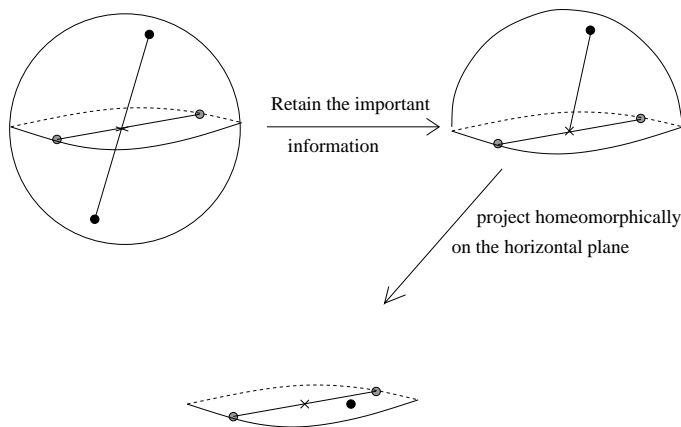 Retain the important
information
project homeomorphically
on the horizontal plane